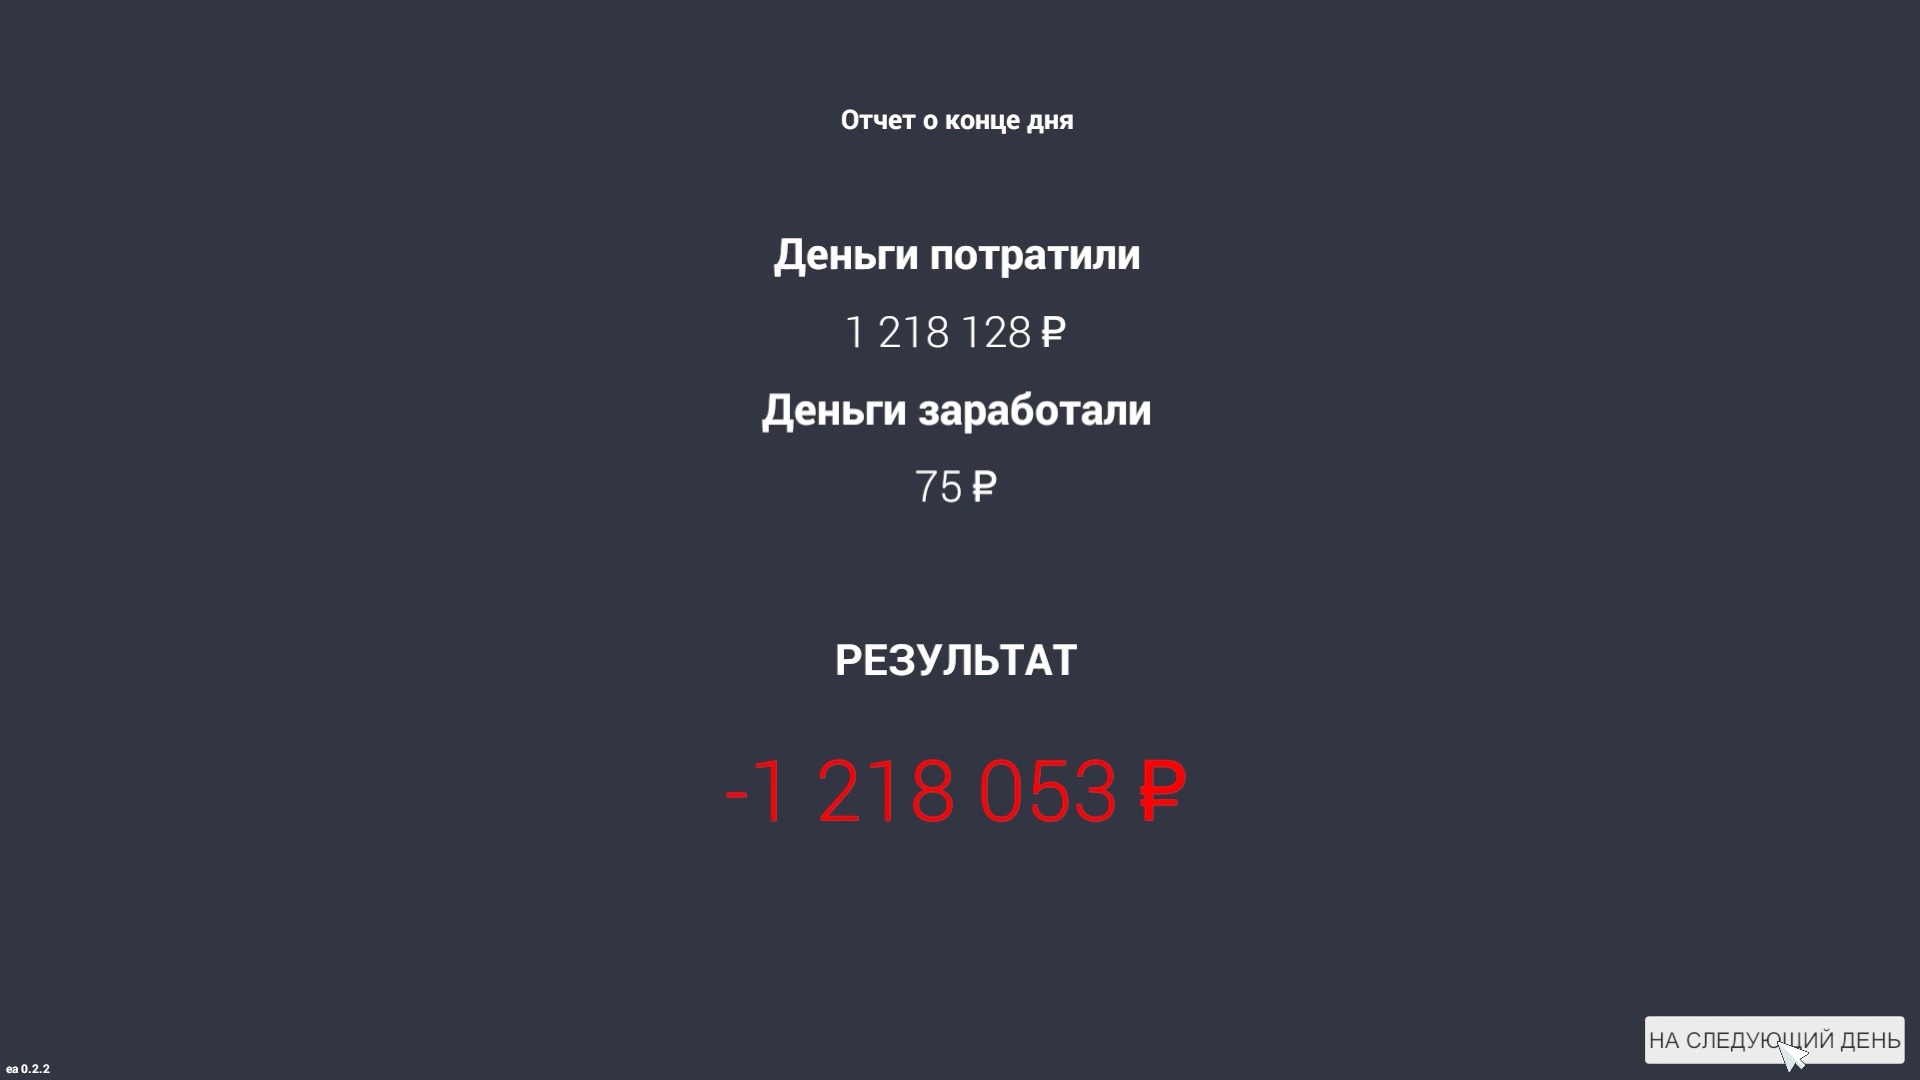 Отчет о конце дня
Деньги потратили
1 218 128 ₽
Деньги заработали
75 ₽
РЕЗУЛЬТАТ
-1 218 053 ₽
НА СЛЕДУЮЩИЙ ДЕНЬ
ea 0.2.2